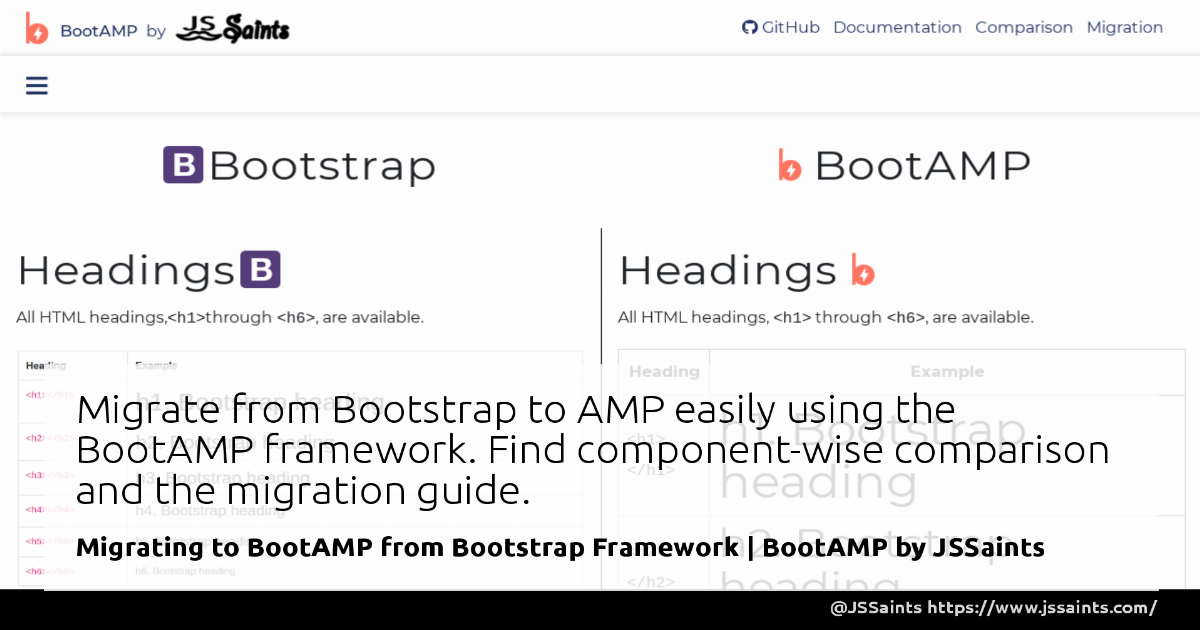 BootAMP by JS Saints
GitHub Documentation Comparison Migration
B Bootstrap
BootAMP
Headings B
All HTML headings,<h1>through <h6>, are available.
Heading Example
<h1></h1> h1. Bootstrap heading
<h2></h2> h2. Bootstrap heading
<h3></h3> h3. Bootstrap heading
<h4></h4> h4. Bootstrap heading
<h5></h5>
<h6></h6> h6. Bootstrap heading
Headings
All HTML headings, <h1> through <h6>, are available.
Heading Example
<h1> h1. Bootstrap
</h1> heading
h2. Bootstrap
</h2> heading
Migrate from Bootstrap to AMP easily using the
BootAMP framework. Find component-wise comparison
and the migration guide.
Migrating to BootAMP from Bootstrap Framework | BootAMP by JSSaints
@JSSaints https://www.jssaints.com/